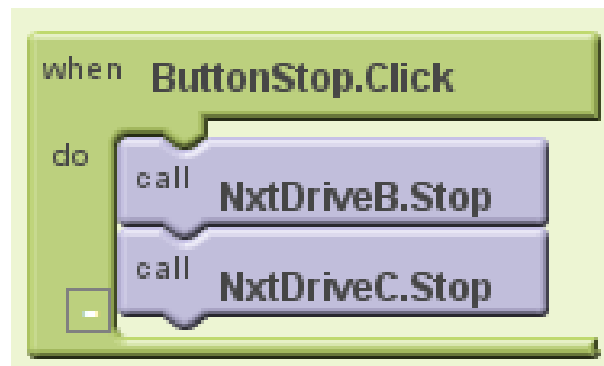 when ButtonStop.Click
do
call NxtDriveB.Stop
call NxtDriveC.Stop
-